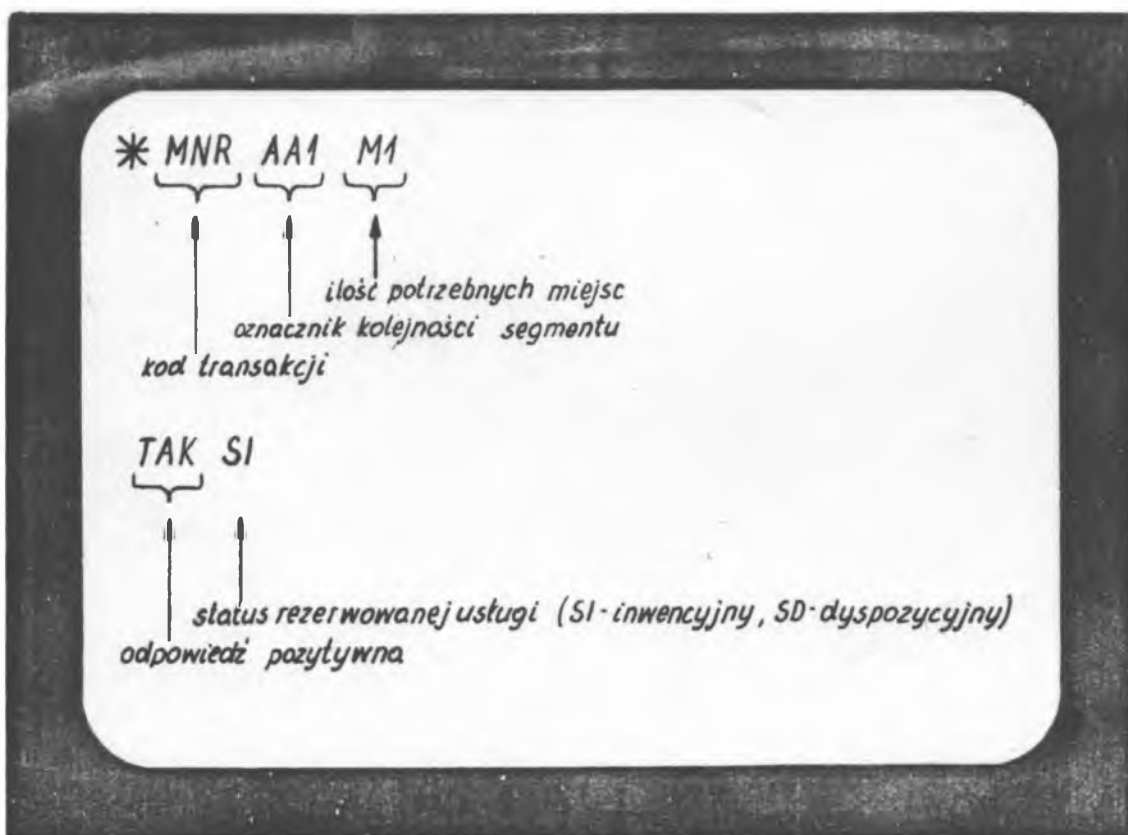 * MNR AA1 M1
ilość potrzebnych miejsc
oznacznik kolejności segmentu
kod transakcji
TAK SI
status rezerwowanej usługi (SI-inwencyjny, SD-dyspozycyjny)
odpowiedź pozytywna